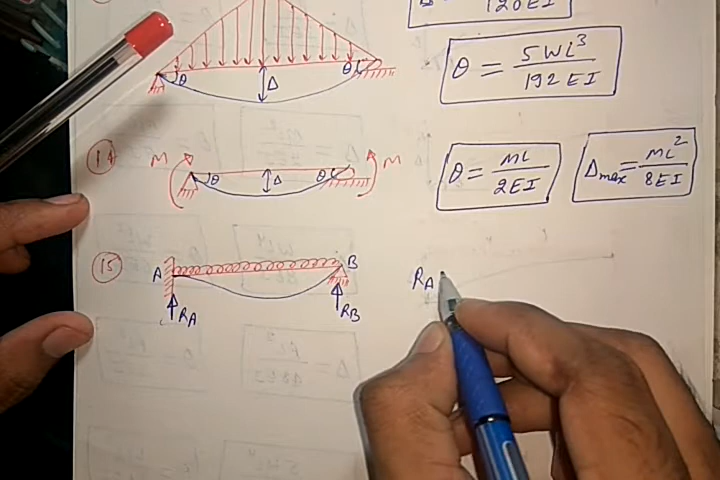 120EI
θ θ Δ
θ = 5WL³ / 192EI
14 M θ Δ θ M
θ = ML / 2EI
Δmax = ML² / 8EI
15 A B
RA RB
RA